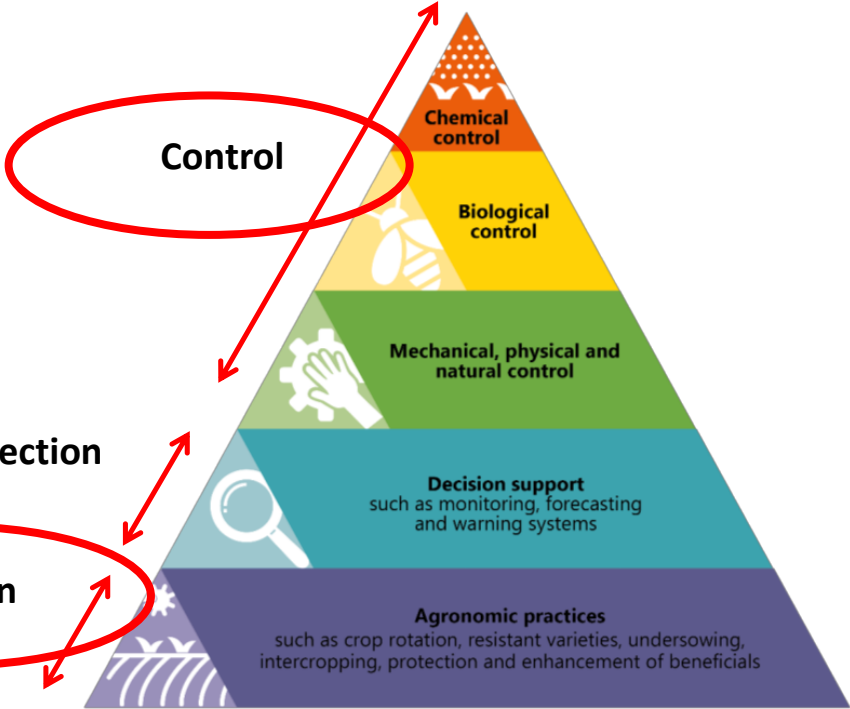 Chemical
control
Control
Biological
control
Mechanical, physical and
natural control
ection
Decision support
such as monitoring, forecasting
and warning systems
n
Agronomic practices
such as crop rotation, resistant varieties, undersowing,
intercropping, protection and enhancement of beneficials